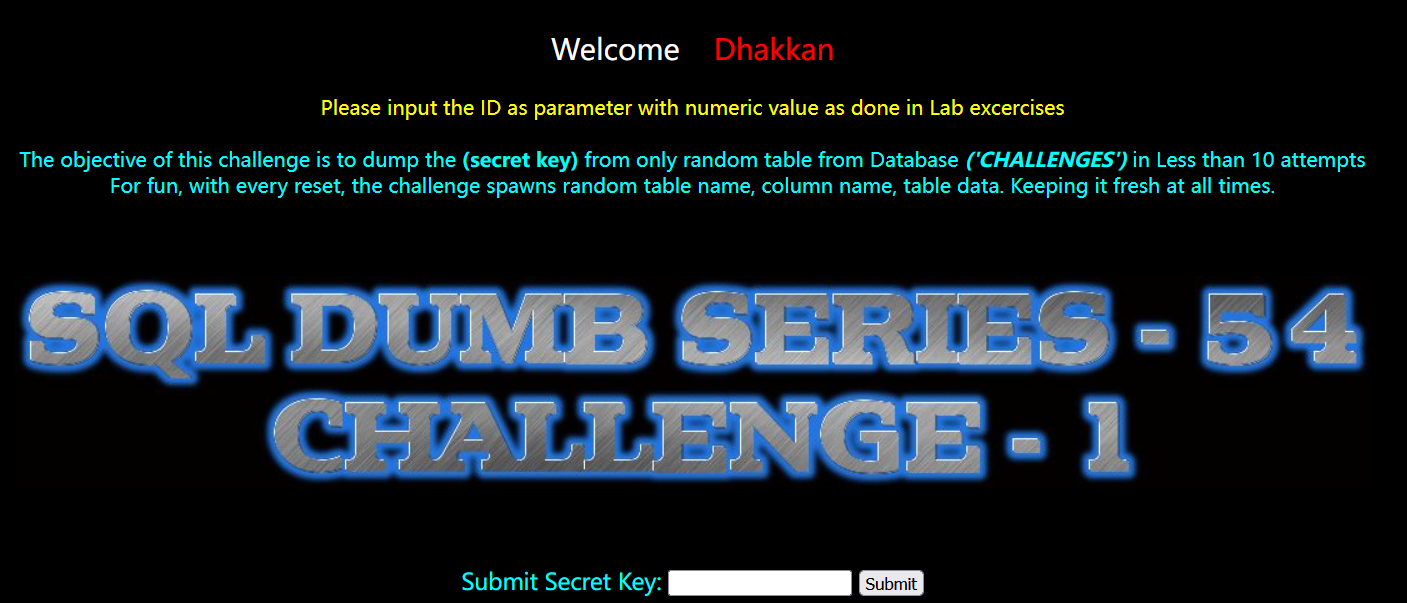 Welcome Dhakkan
Please input the ID as parameter with numeric value as done in Lab excercises
The objective of this challenge is to dump the (secret key) from only random table from Database ('CHALLENGES') in Less than 10 attempts
For fun, with every reset, the challenge spawns random table name, column name, table data. Keeping it fresh at all times.
SQL DUMB SERIES - 54
CHALLENGE - 1
Submit Secret Key: Submit